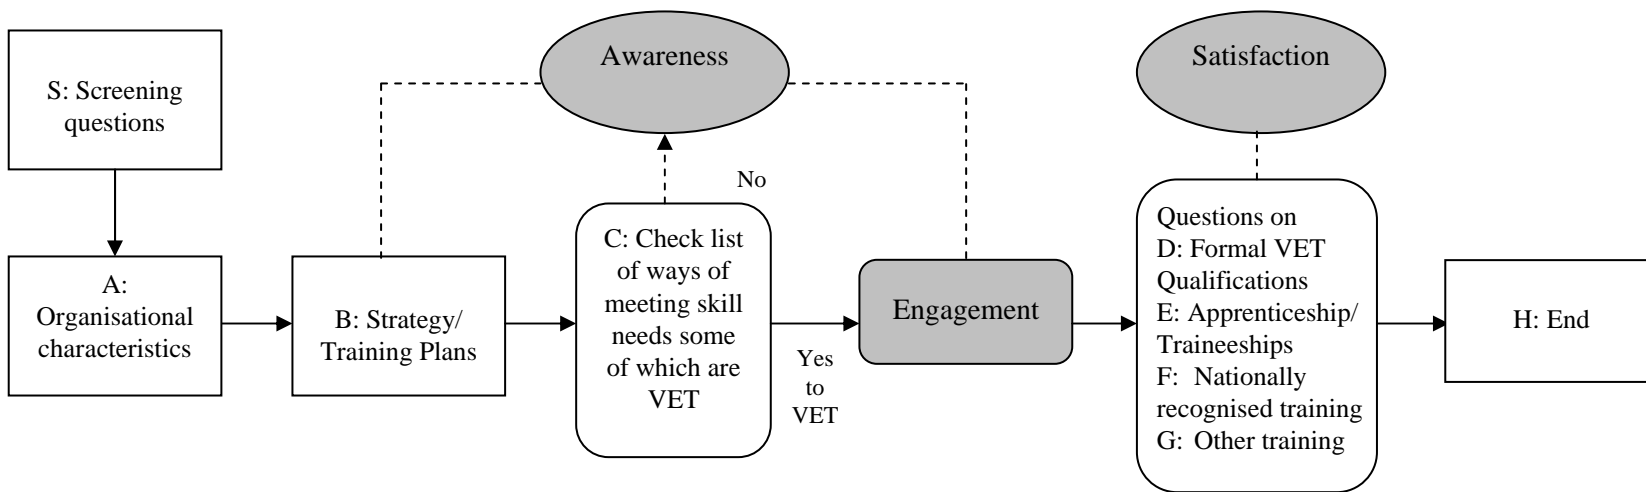 S: Screening
questions
A:
Organisational
characteristics
B: Strategy/
Training Plans
Awareness
No
C: Check list
of ways of
meeting skill
needs some
of which are
VET
Yes
to
VET
Engagement
Satisfaction
Questions on
D: Formal VET
Qualifications
E: Apprenticeship/
Traineeships
F: Nationally
recognised training
G: Other training
H: End